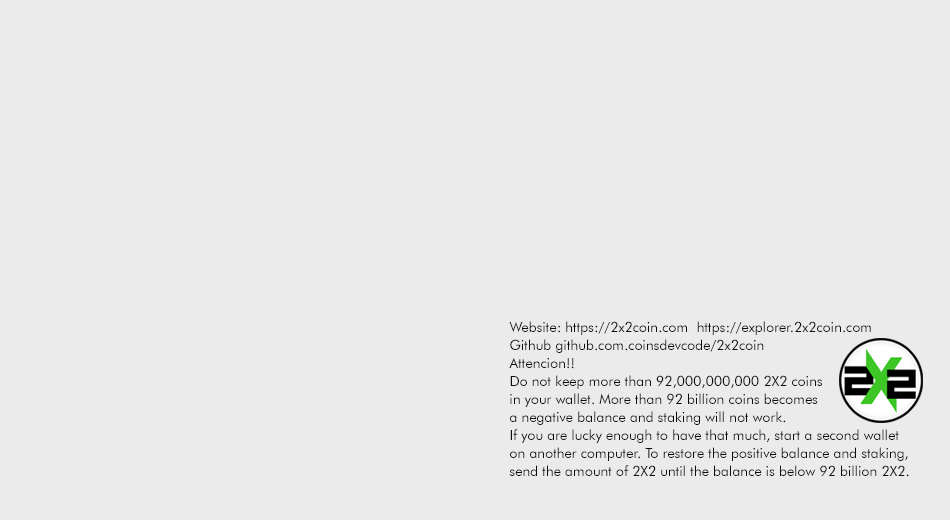 Website: https://2x2coin.com  https://explorer.2x2coin.com
Github github.com.coinsdevcode/2x2coin
Attencion!!
Do not keep more than 92,000,000,000 2X2 coins
in your wallet. More than 92 billion coins becomes
a negative balance and staking will not work.
If you are lucky enough to have that much, start a second wallet
on another computer. To restore the positive balance and staking,
send the amount of 2X2 until the balance is below 92 billion 2X2.
2X2